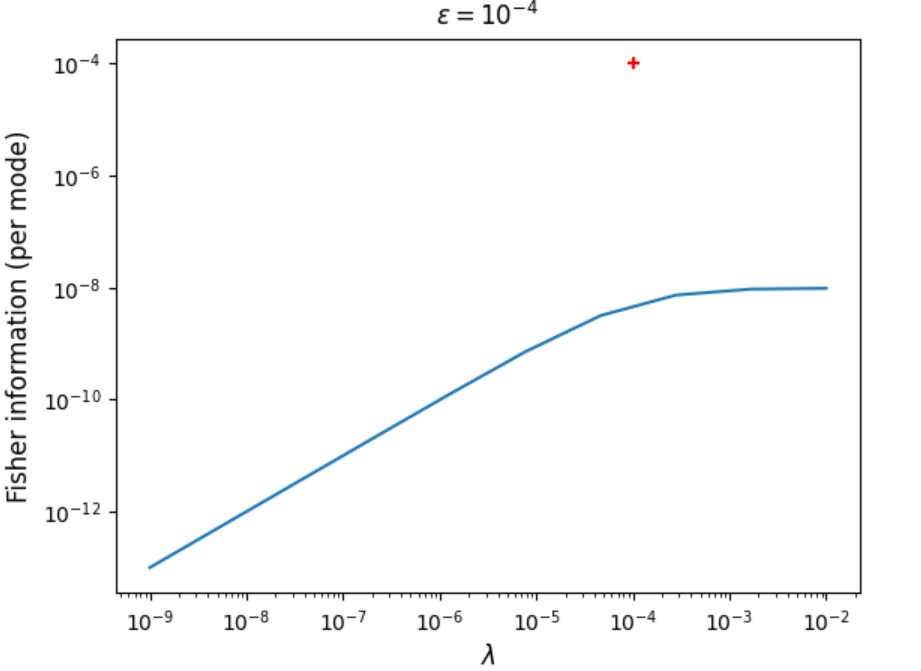 ε = 10⁻⁴
Fisher information (per mode)
10⁻⁴
10⁻⁶
10⁻⁸
10⁻¹⁰
10⁻¹²
10⁻⁹ 10⁻⁸ 10⁻⁷ 10⁻⁶ 10⁻⁵ 10⁻⁴ 10⁻³ 10⁻²
λ